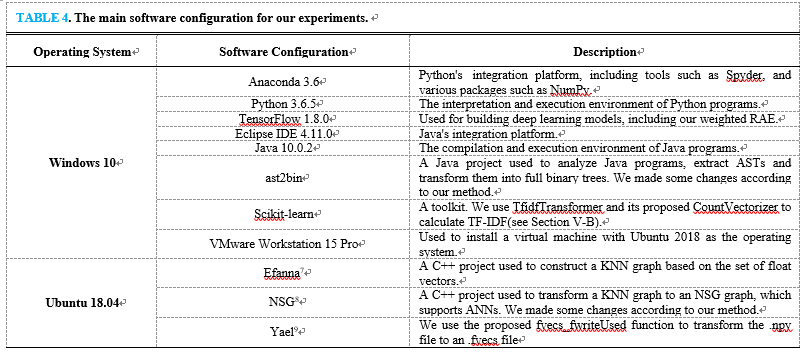 TABLE 4. The main software configuration for our experiments.
Operating System Software Configuration Description
Windows 10
Anaconda 3.6
Python's integration platform, including tools such as Spyder, and
various packages such as NumPy.
Python 3.6.5
The interpretation and execution environment of Python programs.
TensorFlow 1.8.0
Used for building deep learning models, including our weighted RAE.
Eclipse IDE 4.11.0
Java's integration platform.
Java 10.0.2
The compilation and execution environment of Java programs.
ast2bin
A Java project used to analyze Java programs, extract ASTs and
transform them into full binary trees. We made some changes according
to our method.
Scikit-learn
A toolkit. We use TfidfTransformer and its proposed CountVectorizer to
calculate TF-IDF(see Section V-B).
VMware Workstation 15 Pro
Used to install a virtual machine with Ubuntu 2018 as the operating
system.
Ubuntu 18.04
Efanna7
A C++ project used to construct a KNN graph based on the set of float
vectors.
NSG8
A C++ project used to transform a KNN graph to an NSG graph, which
supports ANNs. We made some changes according to our method.
Yael9
We use the proposed fvecs_fwriteUsed function to transform the .npy
file to an .fvecs file